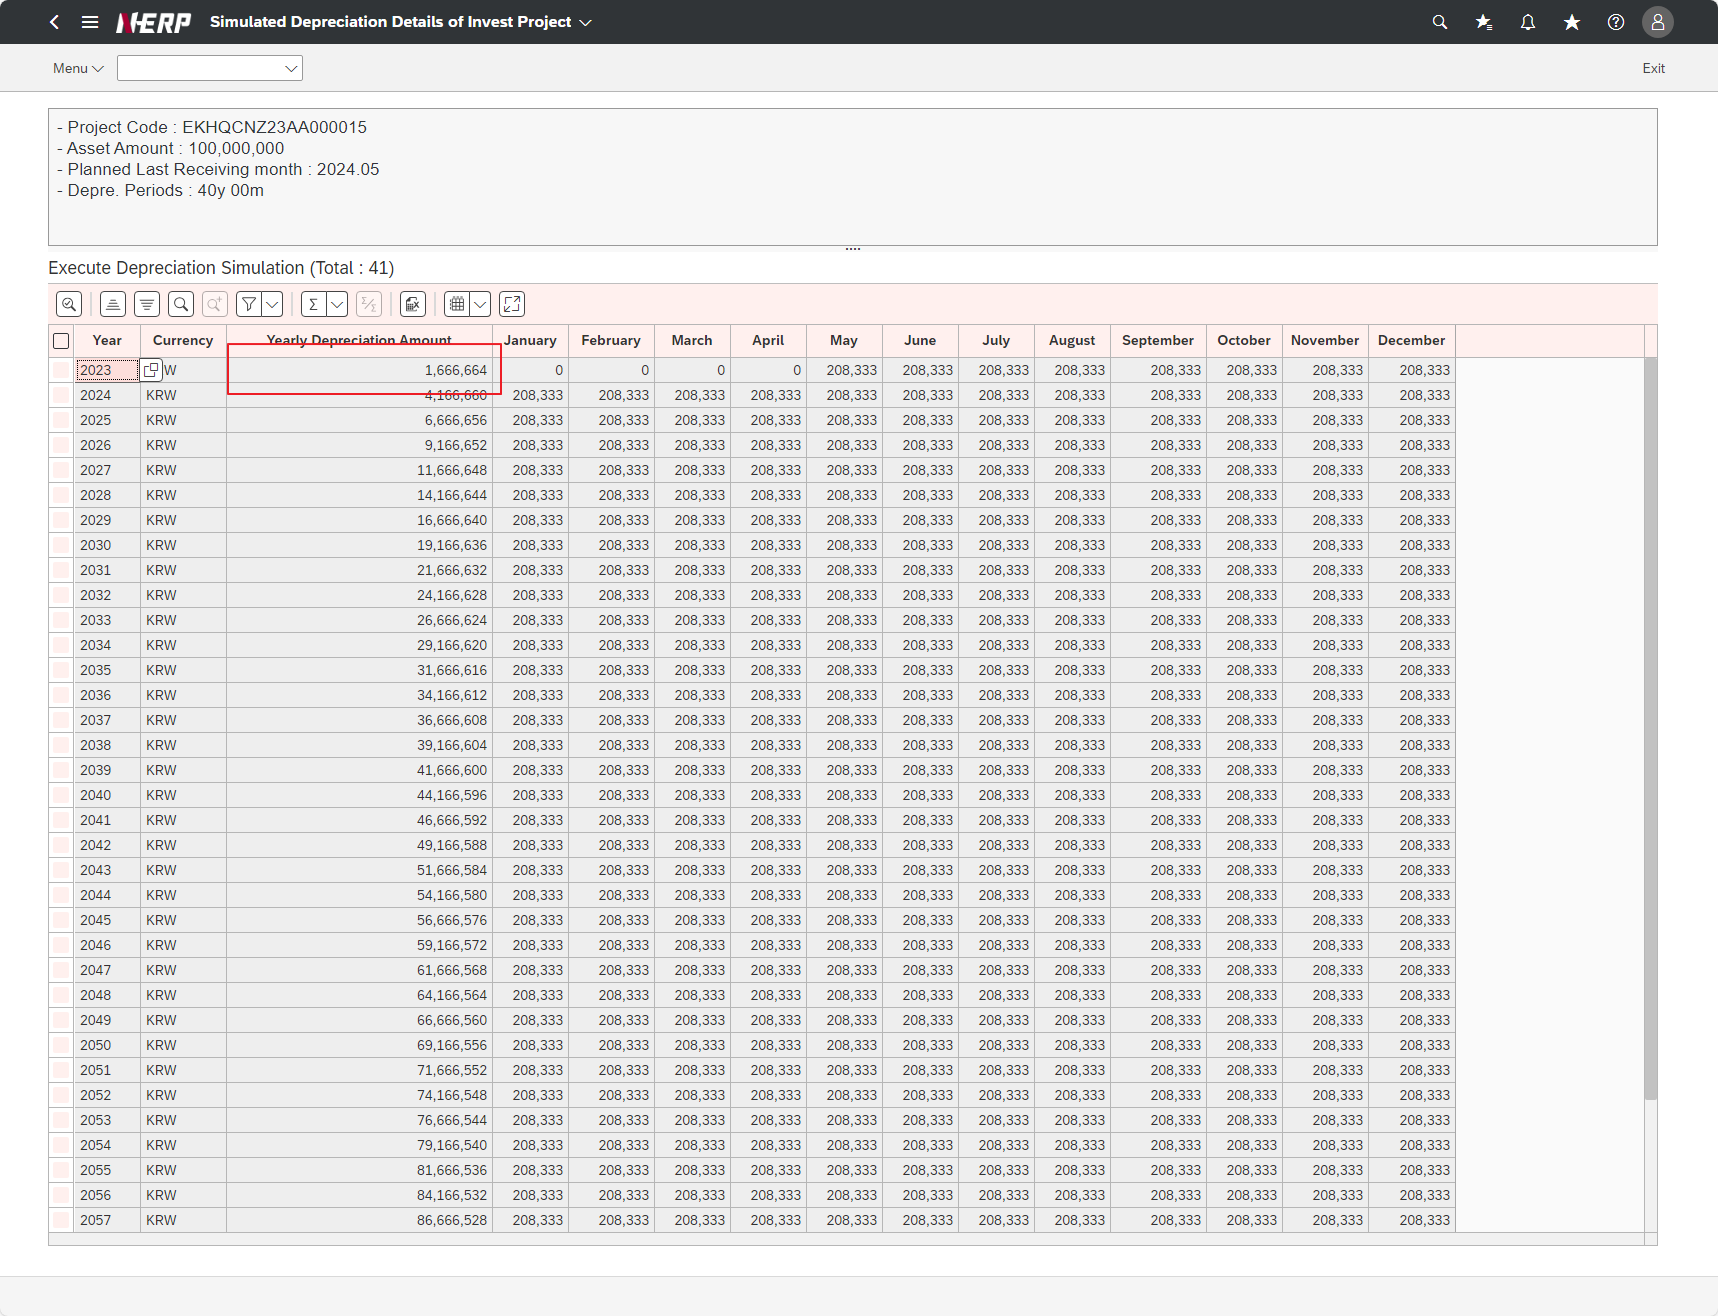 NERP Simulated Depreciation Details of Invest Project
Menu Exit
- Project Code : EKHQCNZ23AA000015
- Asset Amount : 100,000,000
- Planned Last Receiving month : 2024.05
- Depre. Periods : 40y 00m
Execute Depreciation Simulation (Total : 41)
Year Currency Yearly Depreciation Amount January February March April May June July August September October November December
2023 W 1,666,664 0 0 0 0 208,333 208,333 208,333 208,333 208,333 208,333 208,333 208,333
2024 KRW 4,166,660 208,333 208,333 208,333 208,333 208,333 208,333 208,333 208,333 208,333 208,333 208,333 208,333
2025 KRW 6,666,656 208,333 208,333 208,333 208,333 208,333 208,333 208,333 208,333 208,333 208,333 208,333 208,333
2026 KRW 9,166,652 208,333 208,333 208,333 208,333 208,333 208,333 208,333 208,333 208,333 208,333 208,333 208,333
2027 KRW 11,666,648 208,333 208,333 208,333 208,333 208,333 208,333 208,333 208,333 208,333 208,333 208,333 208,333
2028 KRW 14,166,644 208,333 208,333 208,333 208,333 208,333 208,333 208,333 208,333 208,333 208,333 208,333 208,333
2029 KRW 16,666,640 208,333 208,333 208,333 208,333 208,333 208,333 208,333 208,333 208,333 208,333 208,333 208,333
2030 KRW 19,166,636 208,333 208,333 208,333 208,333 208,333 208,333 208,333 208,333 208,333 208,333 208,333 208,333
2031 KRW 21,666,632 208,333 208,333 208,333 208,333 208,333 208,333 208,333 208,333 208,333 208,333 208,333 208,333
2032 KRW 24,166,628 208,333 208,333 208,333 208,333 208,333 208,333 208,333 208,333 208,333 208,333 208,333 208,333
2033 KRW 26,666,624 208,333 208,333 208,333 208,333 208,333 208,333 208,333 208,333 208,333 208,333 208,333 208,333
2034 KRW 29,166,620 208,333 208,333 208,333 208,333 208,333 208,333 208,333 208,333 208,333 208,333 208,333 208,333
2035 KRW 31,666,616 208,333 208,333 208,333 208,333 208,333 208,333 208,333 208,333 208,333 208,333 208,333 208,333
2036 KRW 34,166,612 208,333 208,333 208,333 208,333 208,333 208,333 208,333 208,333 208,333 208,333 208,333 208,333
2037 KRW 36,666,608 208,333 208,333 208,333 208,333 208,333 208,333 208,333 208,333 208,333 208,333 208,333 208,333
2038 KRW 39,166,604 208,333 208,333 208,333 208,333 208,333 208,333 208,333 208,333 208,333 208,333 208,333 208,333
2039 KRW 41,666,600 208,333 208,333 208,333 208,333 208,333 208,333 208,333 208,333 208,333 208,333 208,333 208,333
2040 KRW 44,166,596 208,333 208,333 208,333 208,333 208,333 208,333 208,333 208,333 208,333 208,333 208,333 208,333
2041 KRW 46,666,592 208,333 208,333 208,333 208,333 208,333 208,333 208,333 208,333 208,333 208,333 208,333 208,333
2042 KRW 49,166,588 208,333 208,333 208,333 208,333 208,333 208,333 208,333 208,333 208,333 208,333 208,333 208,333
2043 KRW 51,666,584 208,333 208,333 208,333 208,333 208,333 208,333 208,333 208,333 208,333 208,333 208,333 208,333
2044 KRW 54,166,580 208,333 208,333 208,333 208,333 208,333 208,333 208,333 208,333 208,333 208,333 208,333 208,333
2045 KRW 56,666,576 208,333 208,333 208,333 208,333 208,333 208,333 208,333 208,333 208,333 208,333 208,333 208,333
2046 KRW 59,166,572 208,333 208,333 208,333 208,333 208,333 208,333 208,333 208,333 208,333 208,333 208,333 208,333
2047 KRW 61,666,568 208,333 208,333 208,333 208,333 208,333 208,333 208,333 208,333 208,333 208,333 208,333 208,333
2048 KRW 64,166,564 208,333 208,333 208,333 208,333 208,333 208,333 208,333 208,333 208,333 208,333 208,333 208,333
2049 KRW 66,666,560 208,333 208,333 208,333 208,333 208,333 208,333 208,333 208,333 208,333 208,333 208,333 208,333
2050 KRW 69,166,556 208,333 208,333 208,333 208,333 208,333 208,333 208,333 208,333 208,333 208,333 208,333 208,333
2051 KRW 71,666,552 208,333 208,333 208,333 208,333 208,333 208,333 208,333 208,333 208,333 208,333 208,333 208,333
2052 KRW 74,166,548 208,333 208,333 208,333 208,333 208,333 208,333 208,333 208,333 208,333 208,333 208,333 208,333
2053 KRW 76,666,544 208,333 208,333 208,333 208,333 208,333 208,333 208,333 208,333 208,333 208,333 208,333 208,333
2054 KRW 79,166,540 208,333 208,333 208,333 208,333 208,333 208,333 208,333 208,333 208,333 208,333 208,333 208,333
2055 KRW 81,666,536 208,333 208,333 208,333 208,333 208,333 208,333 208,333 208,333 208,333 208,333 208,333 208,333
2056 KRW 84,166,532 208,333 208,333 208,333 208,333 208,333 208,333 208,333 208,333 208,333 208,333 208,333 208,333
2057 KRW 86,666,528 208,333 208,333 208,333 208,333 208,333 208,333 208,333 208,333 208,333 208,333 208,333 208,333